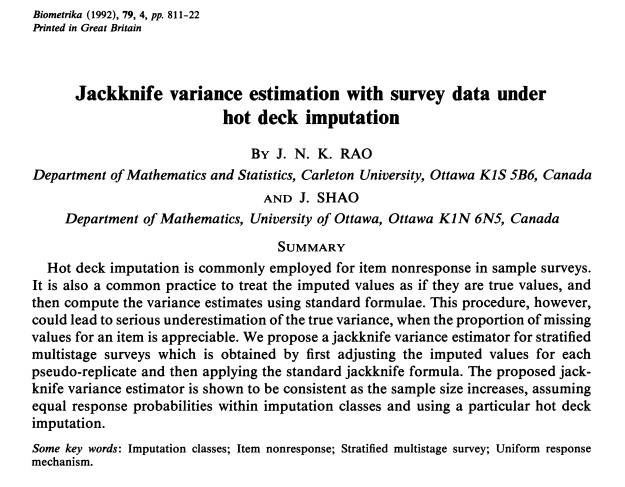 Biometrika (1992), 79, 4, pp. 811–22
Printed in Great Britain
Jackknife variance estimation with survey data under
hot deck imputation
BY J. N. K. RAO
Department of Mathematics and Statistics, Carleton University, Ottawa K1S 5B6, Canada
AND J. SHAO
Department of Mathematics, University of Ottawa, Ottawa K1N 6N5, Canada
SUMMARY
Hot deck imputation is commonly employed for item nonresponse in sample surveys.
It is also a common practice to treat the imputed values as if they are true values, and
then compute the variance estimates using standard formulae. This procedure, however,
could lead to serious underestimation of the true variance, when the proportion of missing
values for an item is appreciable. We propose a jackknife variance estimator for stratified
multistage surveys which is obtained by first adjusting the imputed values for each
pseudo-replicate and then applying the standard jackknife formula. The proposed jack-
knife variance estimator is shown to be consistent as the sample size increases, assuming
equal response probabilities within imputation classes and using a particular hot deck
imputation.
Some key words: Imputation classes; Item nonresponse; Stratified multistage survey; Uniform response
mechanism.